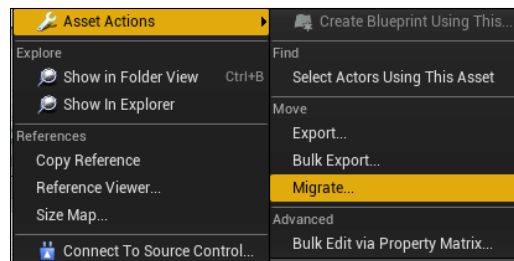 Asset Actions
Explore
Show in Folder View Ctrl+B
Show In Explorer
References
Copy Reference
Reference Viewer...
Size Map...
Connect To Source Control...
Create Blueprint Using This...
Find
Select Actors Using This Asset
Move
Export...
Bulk Export...
Migrate...
Advanced
Bulk Edit via Property Matrix...